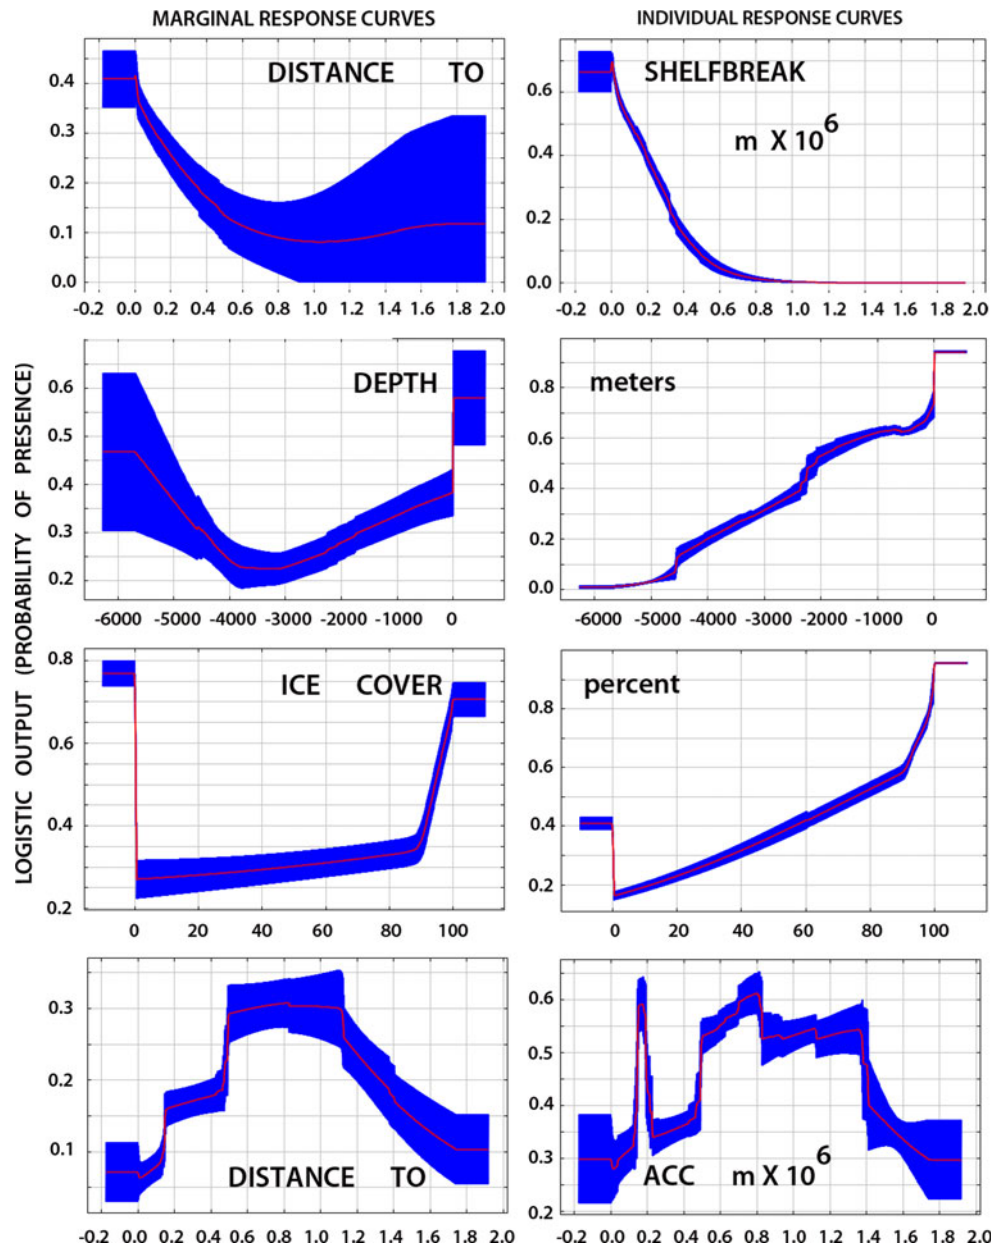 MARGINAL RESPONSE CURVES
INDIVIDUAL RESPONSE CURVES
LOGISTIC OUTPUT (PROBABILITY OF PRESENCE)
DISTANCE TO
0.4
0.3
0.2
0.1
0.0
-0.2 0.0 0.2 0.4 0.6 0.8 1.0 1.2 1.4 1.6 1.8 2.0
SHELFBREAK
m X 10⁶
0.6
0.4
0.2
0.0
-0.2 0.0 0.2 0.4 0.6 0.8 1.0 1.2 1.4 1.6 1.8 2.0
DEPTH
0.6
0.5
0.4
0.3
0.2
-6000 -5000 -4000 -3000 -2000 -1000 0
meters
0.8
0.6
0.4
0.2
0.0
-6000 -5000 -4000 -3000 -2000 -1000 0
ICE COVER
0.8
0.6
0.4
0.2
0 20 40 60 80 100
percent
0.8
0.6
0.4
0.2
0 20 40 60 80 100
0.3
0.2
0.1
DISTANCE TO
-0.2 0.0 0.2 0.4 0.6 0.8 1.0 1.2 1.4 1.6 1.8 2.0
0.6
0.5
0.4
0.3
0.2
ACC m X 10⁶
-0.2 0.0 0.2 0.4 0.6 0.8 1.0 1.2 1.4 1.6 1.8 2.0